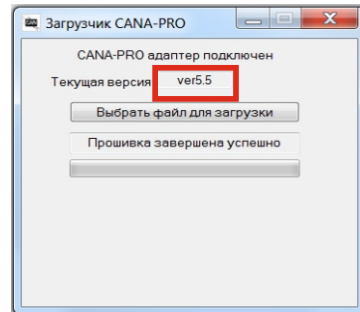 Загрузчик CANA-PRO
CANA-PRO адаптер подключен
Текущая версия ver5.5
Выбрать файл для загрузки
Прошивка завершена успешно